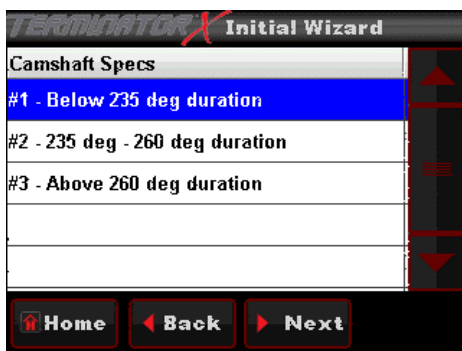 TERMINATOR X Initial Wizard
Camshaft Specs
#1 - Below 235 deg duration
#2 - 235 deg - 260 deg duration
#3 - Above 260 deg duration
Home Back Next